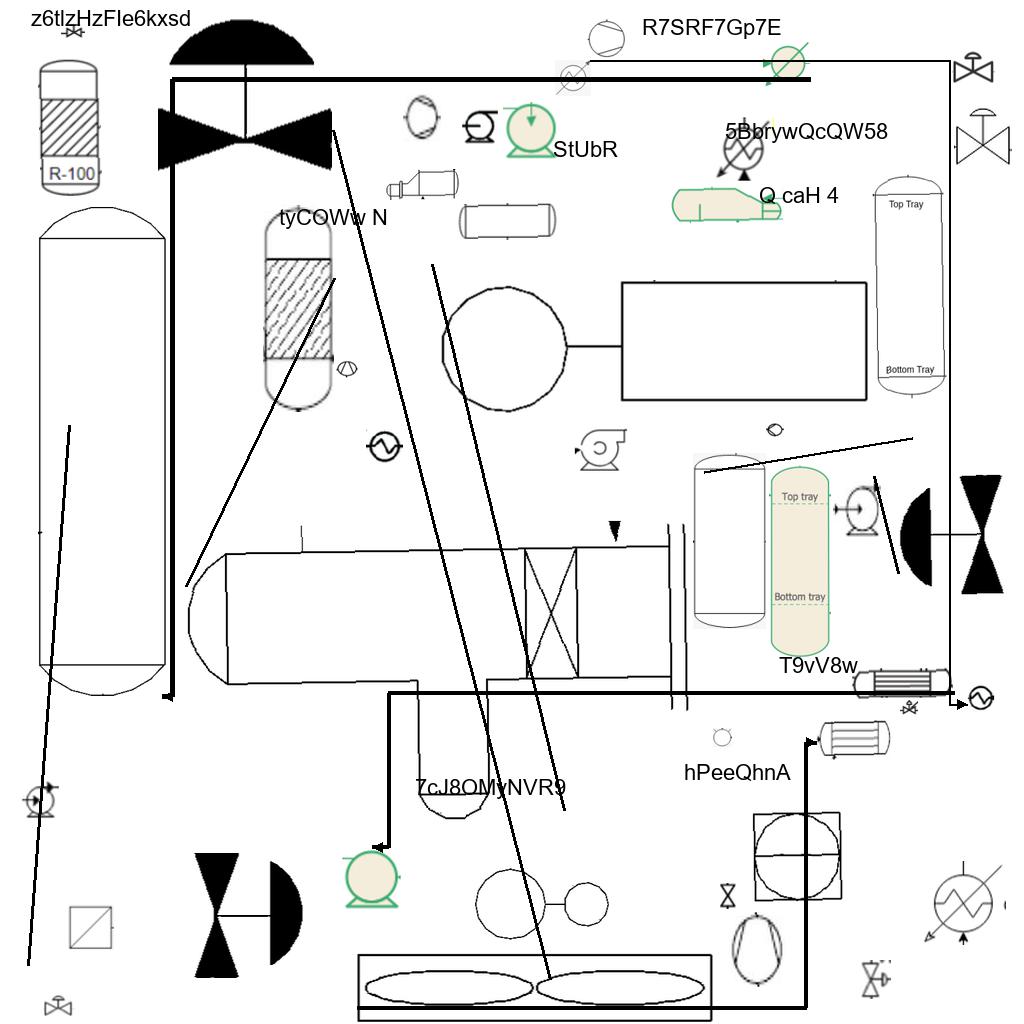 z6tlzHzFle6kxsd
R7SRF7Gp7E
5BbrywQcQW58
StUbR
R-100
Q caH 4
Top Tray
tyCOWw N
Bottom Tray
Top tray
Bottom tray
T9vV8w
hPeeQhnA
7cJ8OMyNVR9